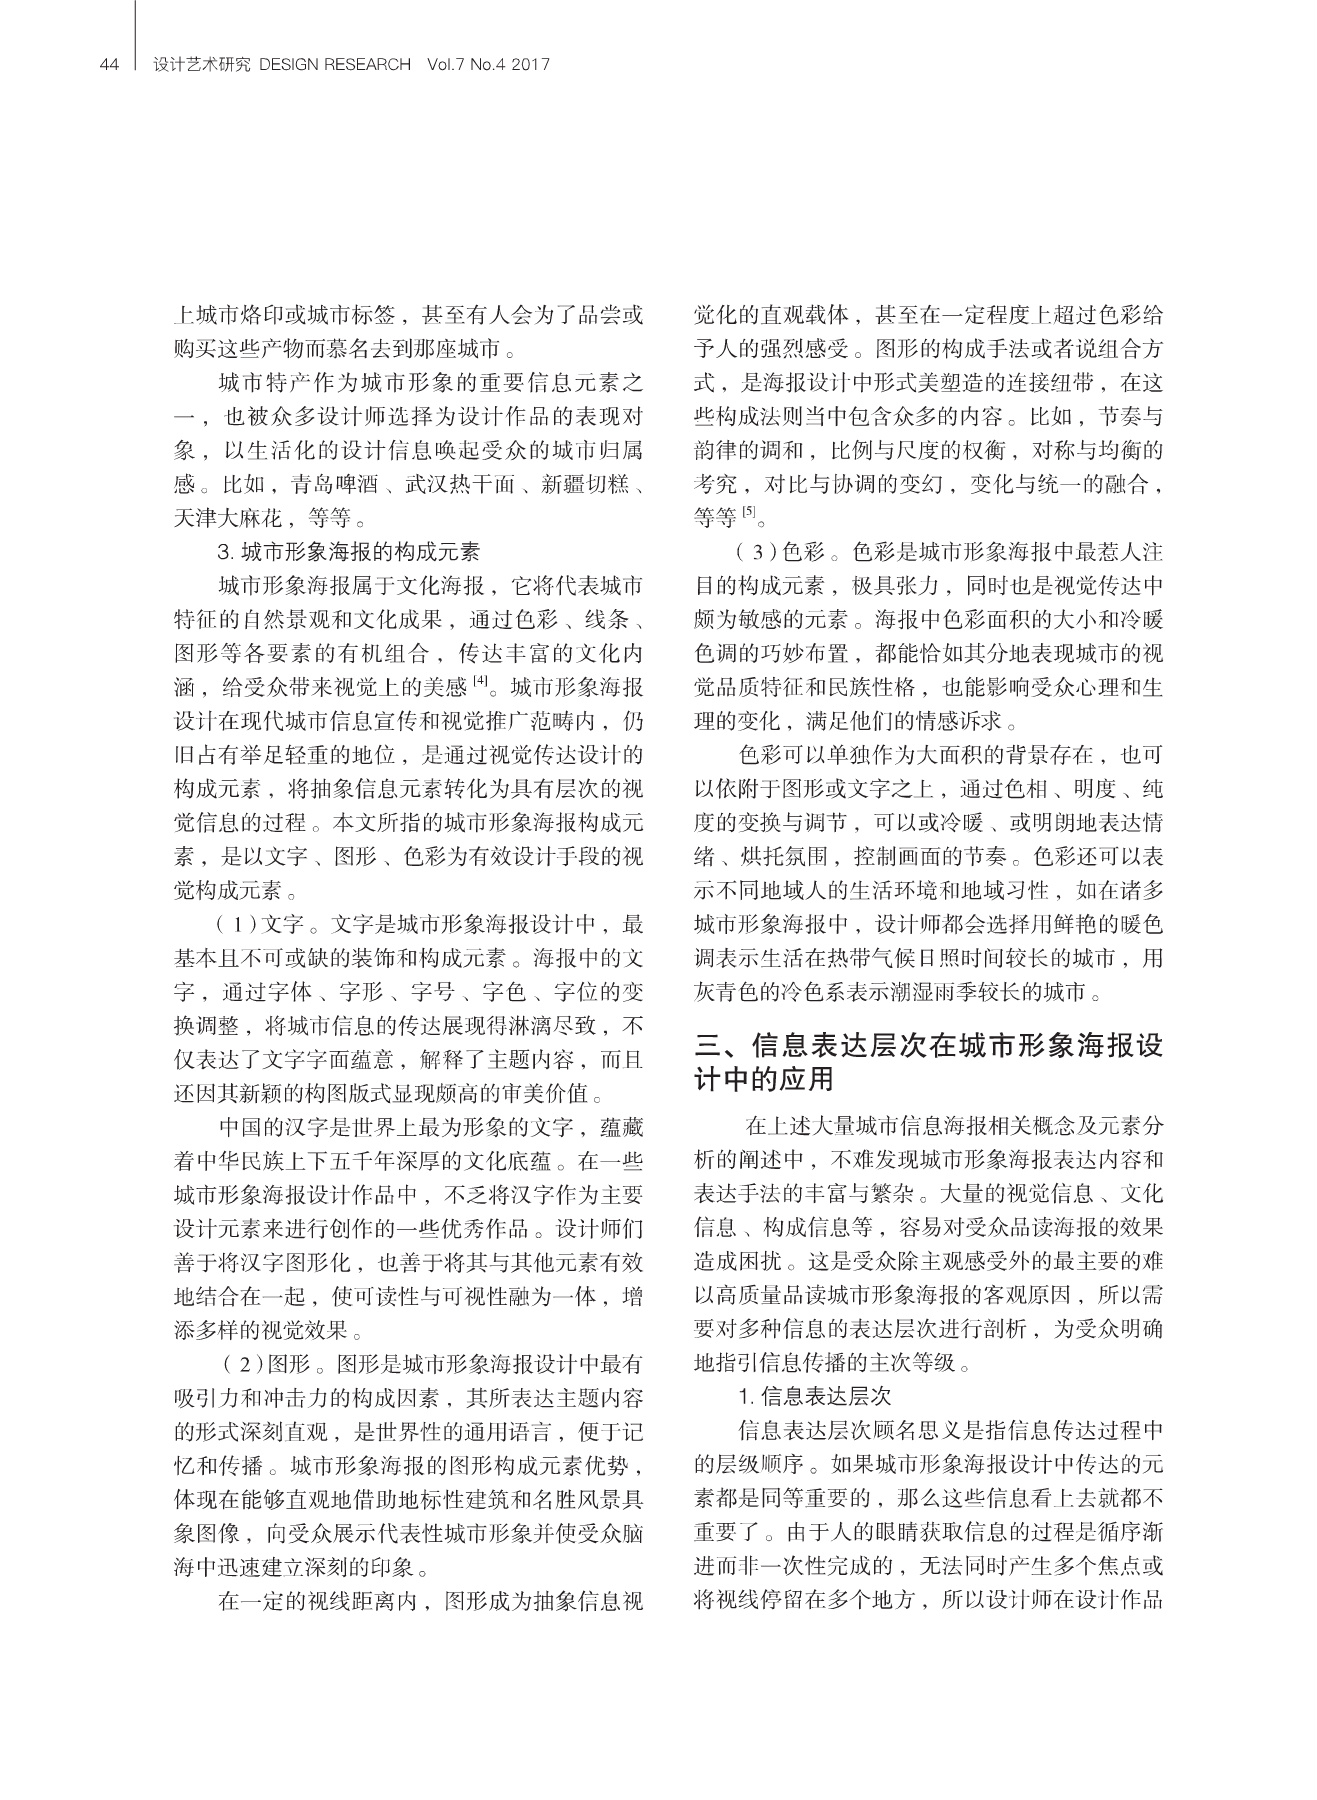 44 设计艺术研究 DESIGN RESEARCH Vol.7 No.4 2017
上城市烙印或城市标签，甚至有人会为了品尝或
购买这些产物而慕名去到那座城市。
城市特产作为城市形象的重要信息元素之
一，也被众多设计师选择为设计作品的表现对
象，以生活化的设计信息唤起受众的城市归属
感。比如，青岛啤酒、武汉热干面、新疆切糕、
天津大麻花，等等。
3. 城市形象海报的构成元素
城市形象海报属于文化海报，它将代表城市
特征的自然景观和文化成果，通过色彩、线条、
图形等各要素的有机组合，传达丰富的文化内
涵，给受众带来视觉上的美感[4]。城市形象海报
设计在现代城市信息宣传和视觉推广范畴内，仍
旧占有举足轻重的地位，是通过视觉传达设计的
构成元素，将抽象信息元素转化为具有层次的视
觉信息的过程。本文所指的城市形象海报构成元
素，是以文字、图形、色彩为有效设计手段的视
觉构成元素。
（1）文字。文字是城市形象海报设计中，最
基本且不可或缺的装饰和构成元素。海报中的文
字，通过字体、字形、字号、字色、字位的变
换调整，将城市信息的传达展现得淋漓尽致，不
仅表达了文字字面蕴意，解释了主题内容，而且
还因其新颖的构图版式显现颇高的审美价值。
中国的汉字是世界上最为形象的文字，蕴藏
着中华民族上下五千年深厚的文化底蕴。在一些
城市形象海报设计作品中，不乏将汉字作为主要
设计元素来进行创作的一些优秀作品。设计师们
善于将汉字图形化，也善于将其与其他元素有效
地结合在一起，使可读性与可视性融为一体，增
添多样的视觉效果。
（2）图形。图形是城市形象海报设计中最有
吸引力和冲击力的构成因素，其所表达主题内容
的形式深刻直观，是世界性的通用语言，便于记
忆和传播。城市形象海报的图形构成元素优势，
体现在能够直观地借助地标性建筑和名胜风景具
象图像，向受众展示代表性城市形象并使受众脑
海中迅速建立深刻的印象。
在一定的视线距离内，图形成为抽象信息视
觉化的直观载体，甚至在一定程度上超过色彩给
予人的强烈感受。图形的构成手法或者说组合方
式，是海报设计中形式美塑造的连接纽带，在这
些构成法则当中包含众多的内容。比如，节奏与
韵律的调和，比例与尺度的权衡，对称与均衡的
考究，对比与协调的变幻，变化与统一的融合，
等等[5]。
（3）色彩。色彩是城市形象海报中最惹人注
目的构成元素，极具张力，同时也是视觉传达中
颇为敏感的元素。海报中色彩面积的大小和冷暖
色调的巧妙布置，都能恰如其分地表现城市的视
觉品质特征和民族性格，也能影响受众心理和生
理的变化，满足他们的情感诉求。
色彩可以单独作为大面积的背景存在，也可
以依附于图形或文字之上，通过色相、明度、纯
度的变换与调节，可以或冷暖、或明朗地表达情
绪、烘托氛围，控制画面的节奏。色彩还可以表
示不同地域人的生活环境和地域习性，如在诸多
城市形象海报中，设计师都会选择用鲜艳的暖色
调表示生活在热带气候日照时间较长的城市，用
灰青色的冷色系表示潮湿雨季较长的城市。
三、信息表达层次在城市形象海报设
计中的应用
在上述大量城市信息海报相关概念及元素分
析的阐述中，不难发现城市形象海报表达内容和
表达手法的丰富与繁杂。大量的视觉信息、文化
信息、构成信息等，容易对受众品读海报的效果
造成困扰。这是受众除主观感受外的最主要的难
以高质量品读城市形象海报的客观原因，所以需
要对多种信息的表达层次进行剖析，为受众明确
地指引信息传播的主次等级。
1. 信息表达层次
信息表达层次顾名思义是指信息传达过程中
的层级顺序。如果城市形象海报设计中传达的元
素都是同等重要的，那么这些信息看上去就都不
重要了。由于人的眼睛获取信息的过程是循序渐
进而非一次性完成的，无法同时产生多个焦点或
将视线停留在多个地方，所以设计师在设计作品